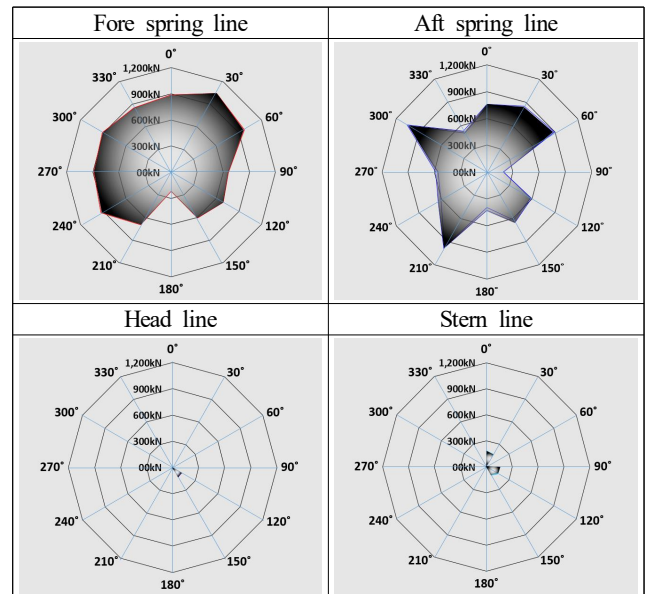 Fore spring line
Aft spring line
0°
330°
1,200kN
30°
300°
900kN
60°
600kN
300kN
270°
00kN
90°
240°
120°
210°
150°
180°
0°
330°
1,200kN
30°
300°
900kN
60°
600kN
300kN
270°
00kN
90°
240°
120°
210°
150°
180°
Head line
Stern line
0°
330°
1,200kN
30°
300°
900kN
60°
600kN
300kN
270°
00kN
90°
240°
120°
210°
150°
180°
0°
330°
1,200kN
30°
300°
900kN
60°
600kN
300kN
270°
00kN
90°
240°
120°
210°
150°
180°